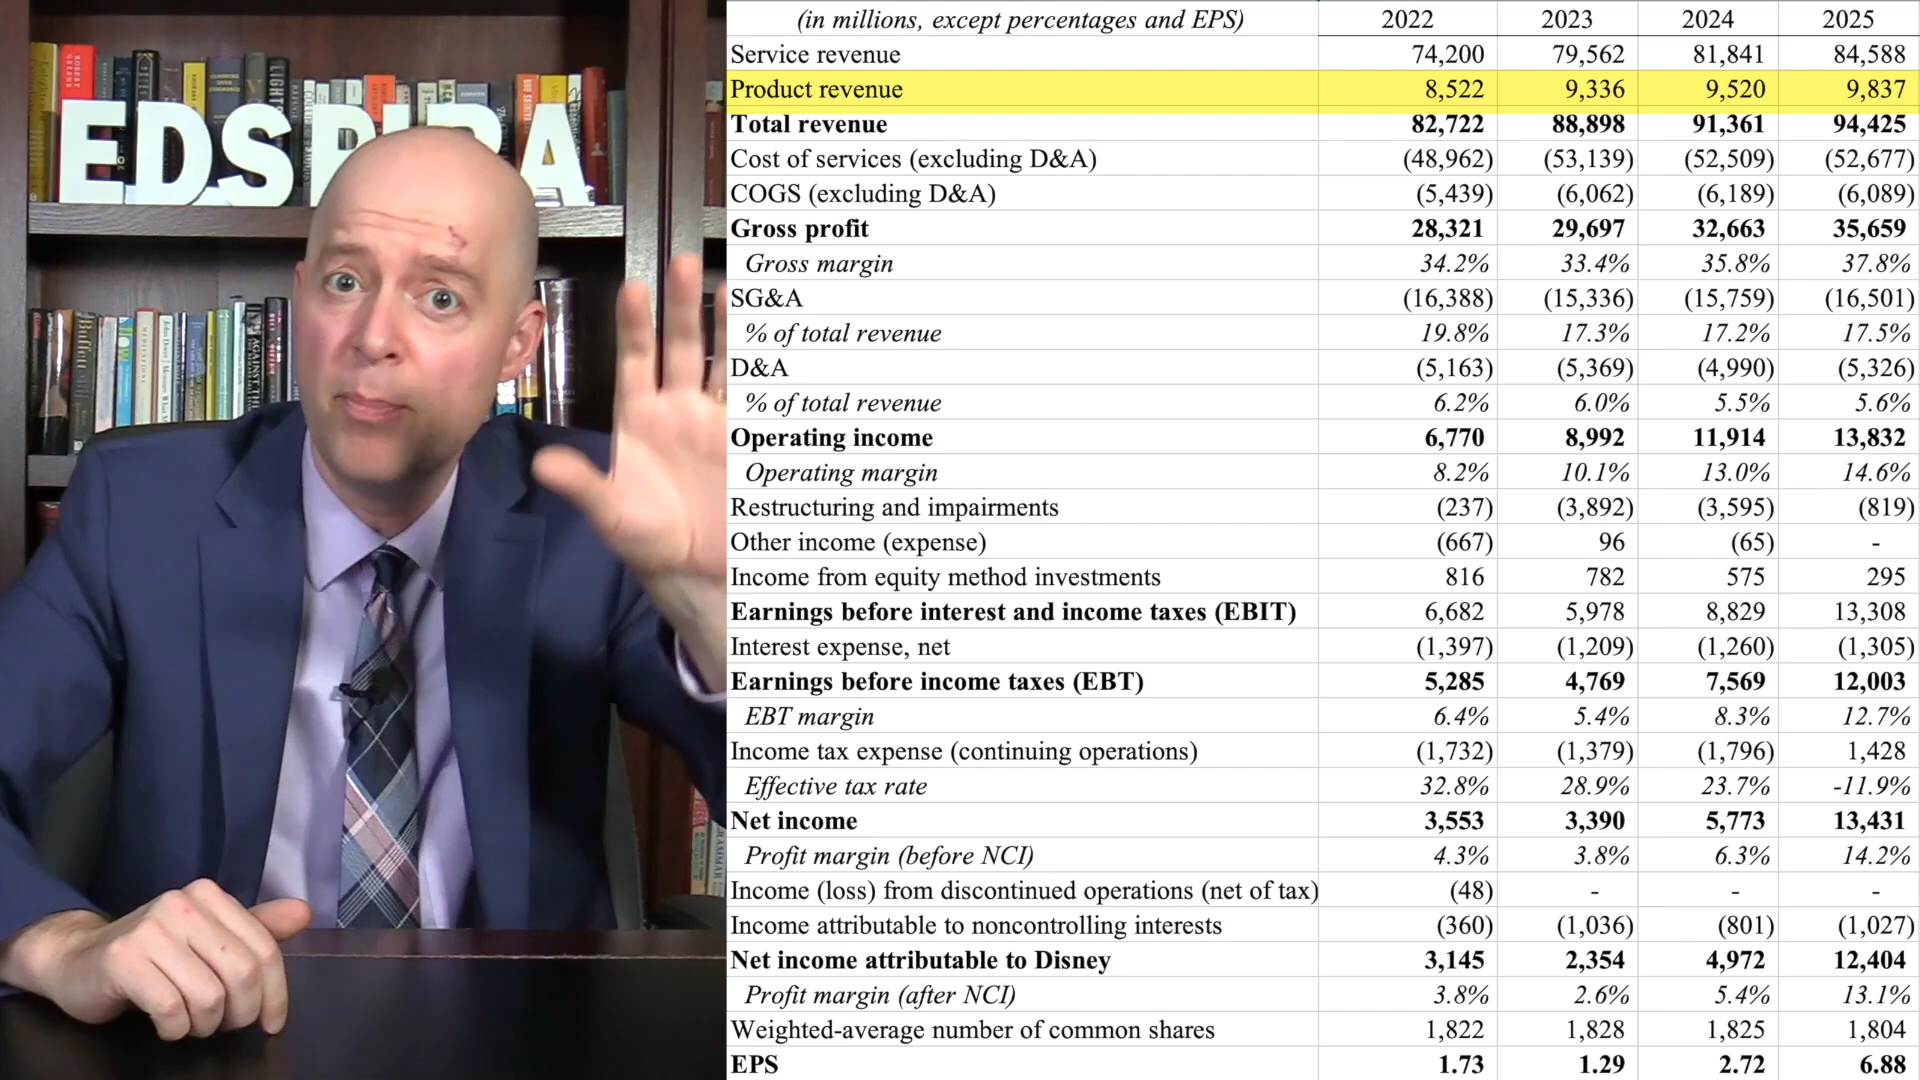 EDSPIRA
(in millions, except percentages and EPS) 2022 2023 2024 2025
Service revenue 74,200 79,562 81,841 84,588
Product revenue 8,522 9,336 9,520 9,837
Total revenue 82,722 88,898 91,361 94,425
Cost of services (excluding D&A) (48,962) (53,139) (52,509) (52,677)
COGS (excluding D&A) (5,439) (6,062) (6,189) (6,089)
Gross profit 28,321 29,697 32,663 35,659
Gross margin 34.2% 33.4% 35.8% 37.8%
SG&A (16,388) (15,336) (15,759) (16,501)
% of total revenue 19.8% 17.3% 17.2% 17.5%
D&A (5,163) (5,369) (4,990) (5,326)
% of total revenue 6.2% 6.0% 5.5% 5.6%
Operating income 6,770 8,992 11,914 13,832
Operating margin 8.2% 10.1% 13.0% 14.6%
Restructuring and impairments (237) (3,892) (3,595) (819)
Other income (expense) (667) 96 (65) -
Income from equity method investments 816 782 575 295
Earnings before interest and income taxes (EBIT) 6,682 5,978 8,829 13,308
Interest expense, net (1,397) (1,209) (1,260) (1,305)
Earnings before income taxes (EBT) 5,285 4,769 7,569 12,003
EBT margin 6.4% 5.4% 8.3% 12.7%
Income tax expense (continuing operations) (1,732) (1,379) (1,796) 1,428
Effective tax rate 32.8% 28.9% 23.7% -11.9%
Net income 3,553 3,390 5,773 13,431
Profit margin (before NCI) 4.3% 3.8% 6.3% 14.2%
Income (loss) from discontinued operations (net of tax) (48) - - -
Income attributable to noncontrolling interests (360) (1,036) (801) (1,027)
Net income attributable to Disney 3,145 2,354 4,972 12,404
Profit margin (after NCI) 3.8% 2.6% 5.4% 13.1%
Weighted-average number of common shares 1,822 1,828 1,825 1,804
EPS 1.73 1.29 2.72 6.88